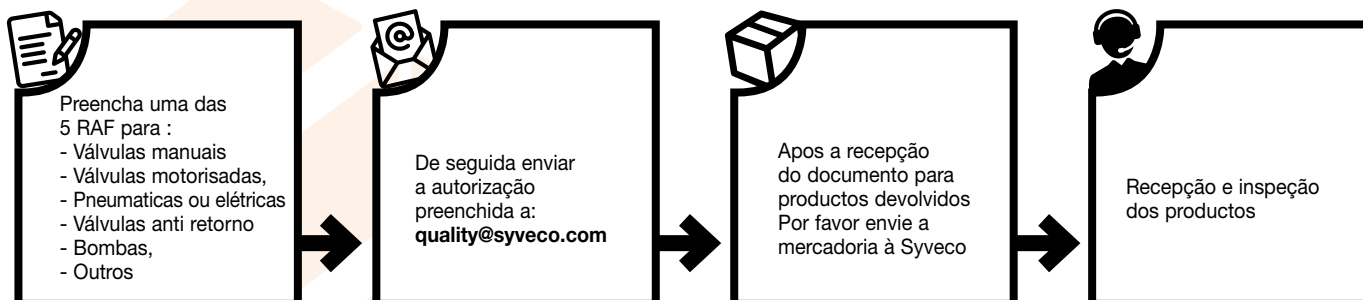 Preencha uma das
5 RAF para :
- Válvulas manuais
- Válvulas motorisadas,
- Pneumaticas ou elétricas
- Válvulas anti retorno
- Bombas,
- Outros
De seguida enviar
a autorização
preenchida a:
quality@syveco.com
Apos a recepção
do documento para
productos devolvidos
Por favor envie a
mercadoria à Syveco
Recepção e inspeção
dos productos